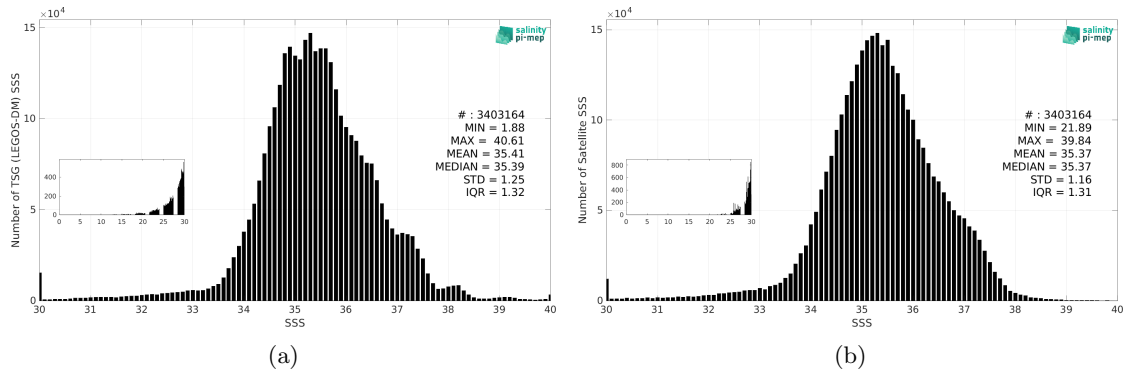 15 ×10⁴
10
5
0
Number of TSG (LEGOS-DM) SSS
salinity
pi-mep
# : 3403164
MIN = 1.88
MAX = 40.61
MEAN = 35.41
MEDIAN = 35.39
STD = 1.25
IQR = 1.32
400
200
0
0 5 10 15 20 25 30
30 31 32 33 34 35 36 37 38 39 40
SSS
(a)
15 ×10⁴
10
5
0
Number of Satellite SSS
salinity
pi-mep
# : 3403164
MIN = 21.89
MAX = 39.84
MEAN = 35.37
MEDIAN = 35.37
STD = 1.16
IQR = 1.31
800
600
400
200
0
0 5 10 15 20 25 30
30 31 32 33 34 35 36 37 38 39 40
SSS
(b)